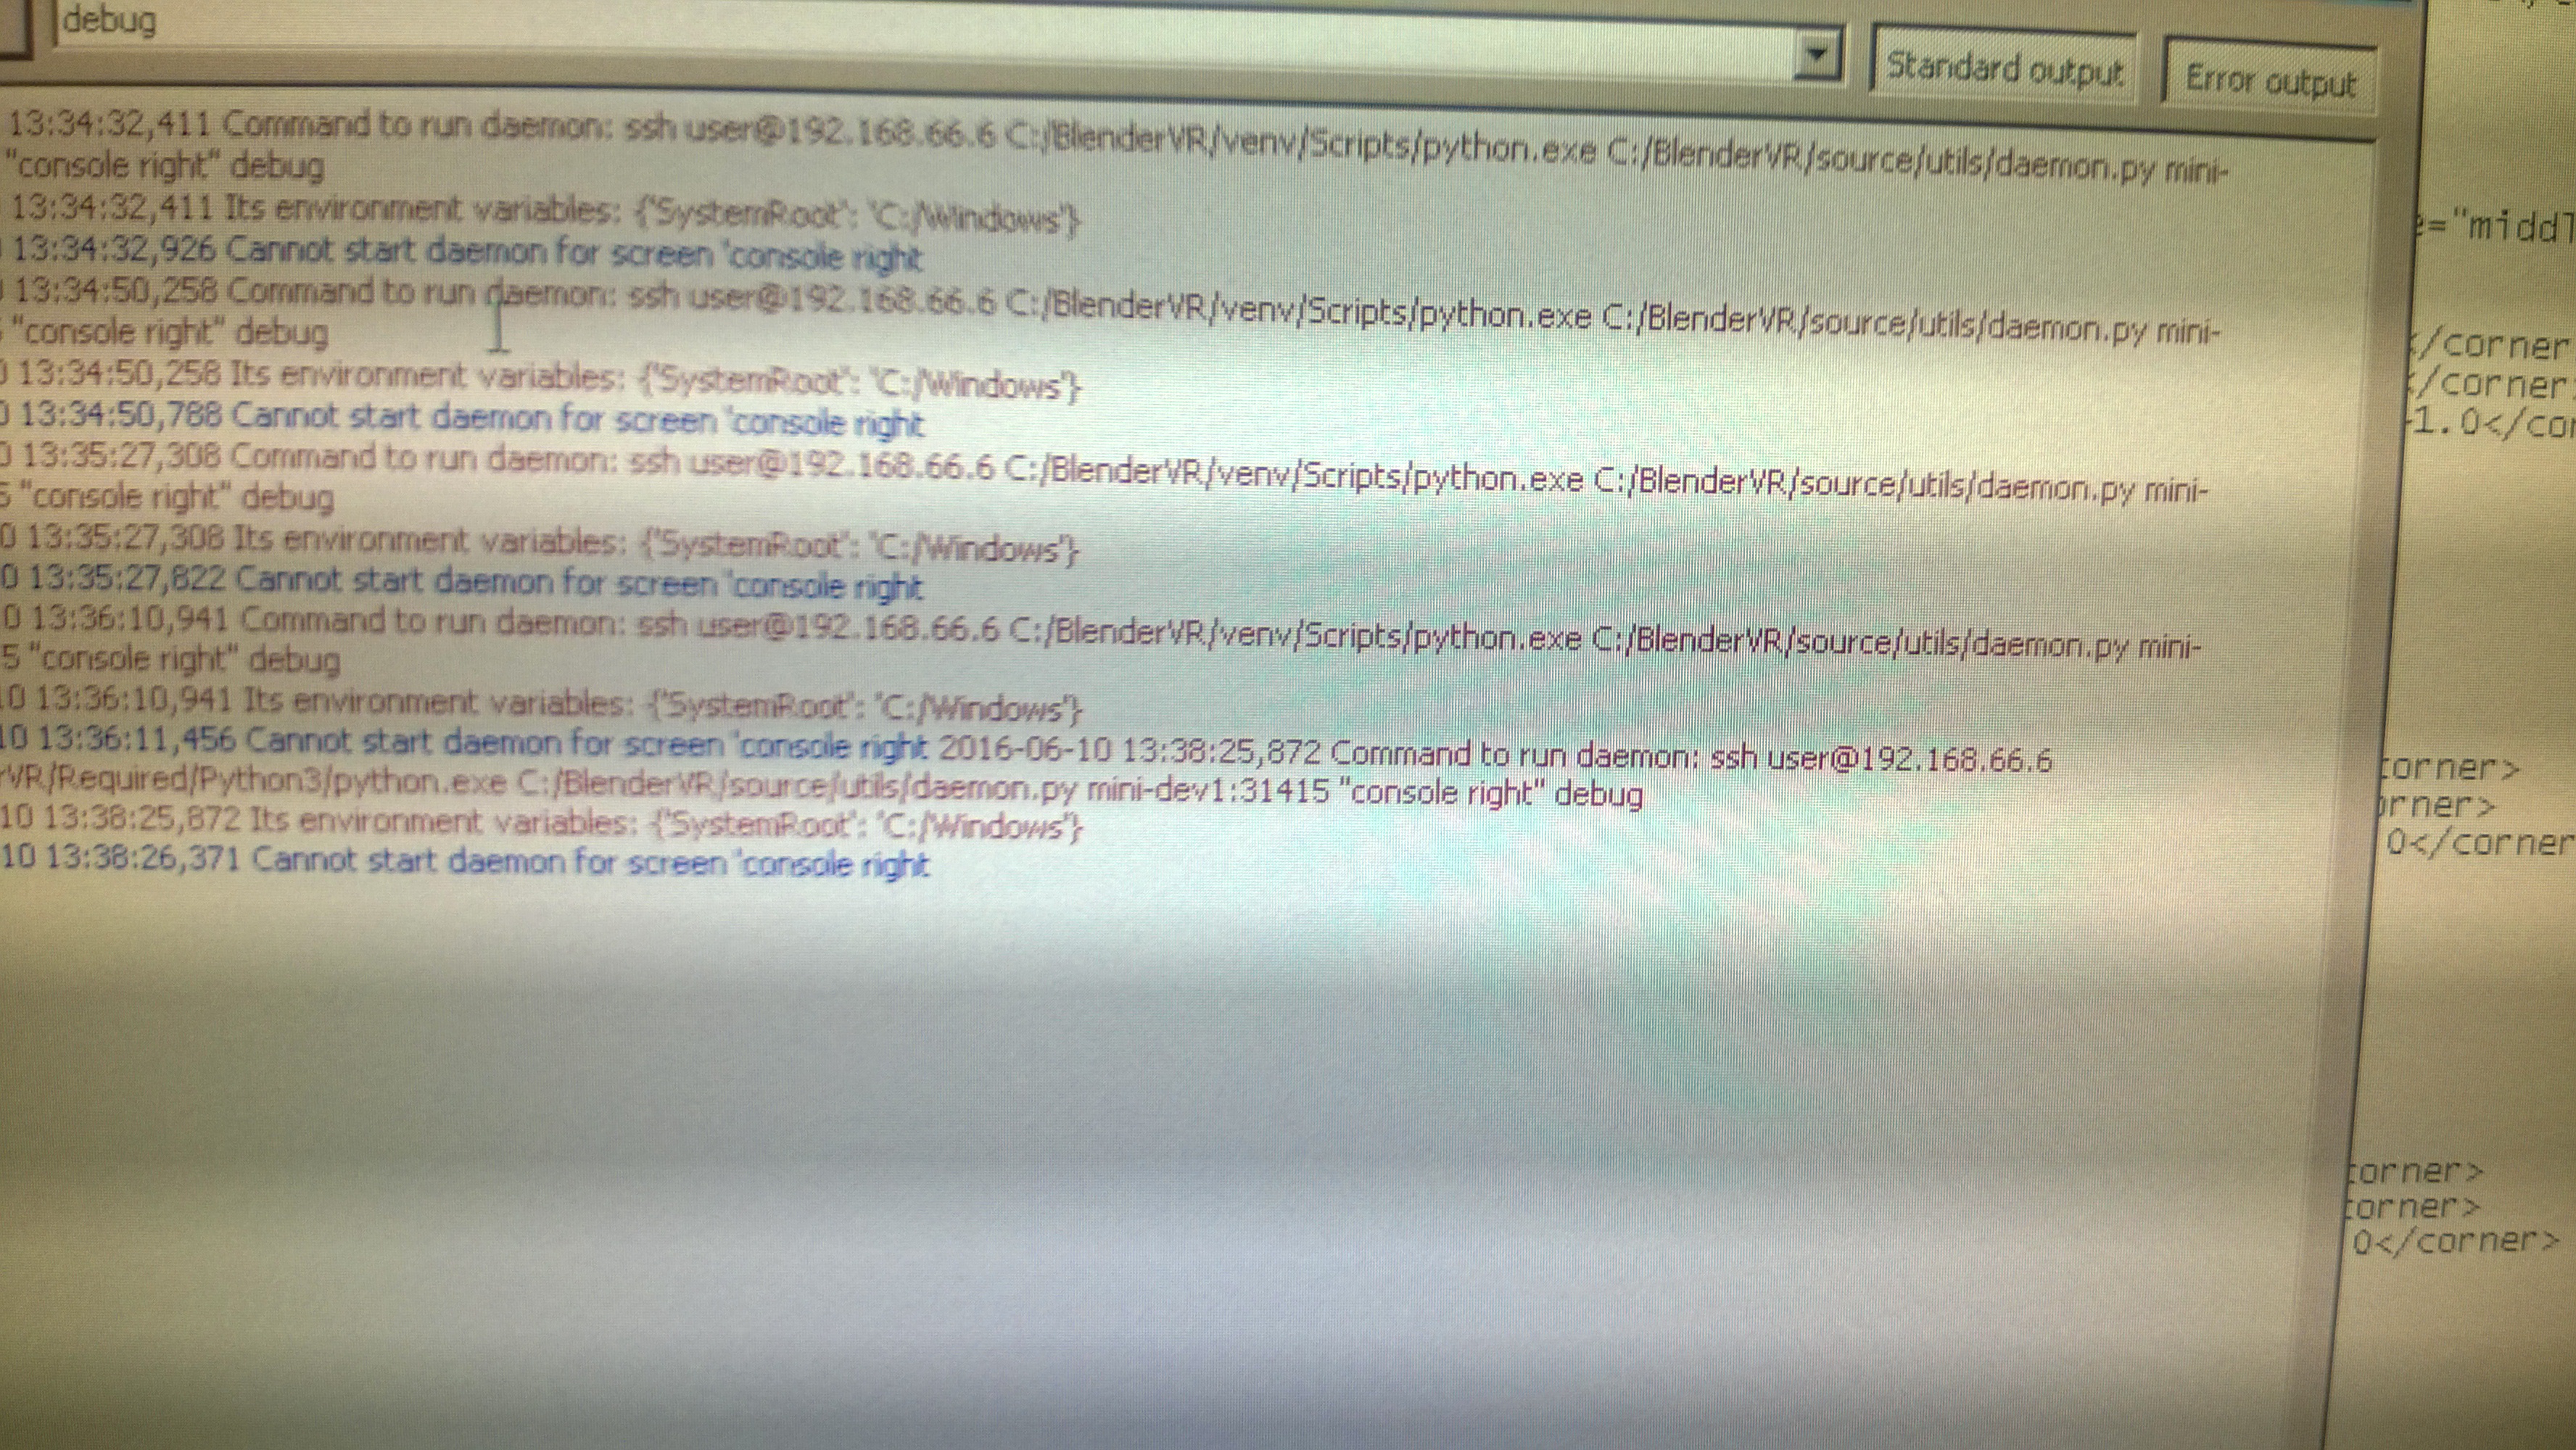 debug
Standard output
Error output
13:34:32,411 Command to run daemon: ssh user@192.168.66.6 C:/BlenderVR/venv/Scripts/python.exe C:/BlenderVR/source/utils/daemon.py mini-
"console right" debug
13:34:32,411 Its environment variables: {'SystemRoot': 'C:/Windows'}
13:34:32,926 Cannot start daemon for screen 'console right
13:34:50,258 Command to run daemon: ssh user@192.168.66.6 C:/BlenderVR/venv/Scripts/python.exe C:/BlenderVR/source/utils/daemon.py mini-
"console right" debug
0 13:34:50,258 Its environment variables: {'SystemRoot': 'C:/Windows'}
0 13:34:50,788 Cannot start daemon for screen 'console right
0 13:35:27,308 Command to run daemon: ssh user@192.168.66.6 C:/BlenderVR/venv/Scripts/python.exe C:/BlenderVR/source/utils/daemon.py mini-
5 "console right" debug
0 13:35:27,308 Its environment variables: {'SystemRoot': 'C:/Windows'}
0 13:35:27,822 Cannot start daemon for screen 'console right
0 13:36:10,941 Command to run daemon: ssh user@192.168.66.6 C:/BlenderVR/venv/Scripts/python.exe C:/BlenderVR/source/utils/daemon.py mini-
5 "console right" debug
10 13:36:10,941 Its environment variables: {'SystemRoot': 'C:/Windows'}
10 13:36:11,456 Cannot start daemon for screen 'console right 2016-06-10 13:38:25,872 Command to run daemon: ssh user@192.168.66.6
rVR/Required/Python3/python.exe C:/BlenderVR/source/utils/daemon.py mini-dev1:31415 "console right" debug
10 13:38:25,872 Its environment variables: {'SystemRoot': 'C:/Windows'}
10 13:38:26,371 Cannot start daemon for screen 'console right
e="middl
</corner
</corner
-1.0</cor
corner>
orner>
0</corner
corner>
corner>
0</corner>